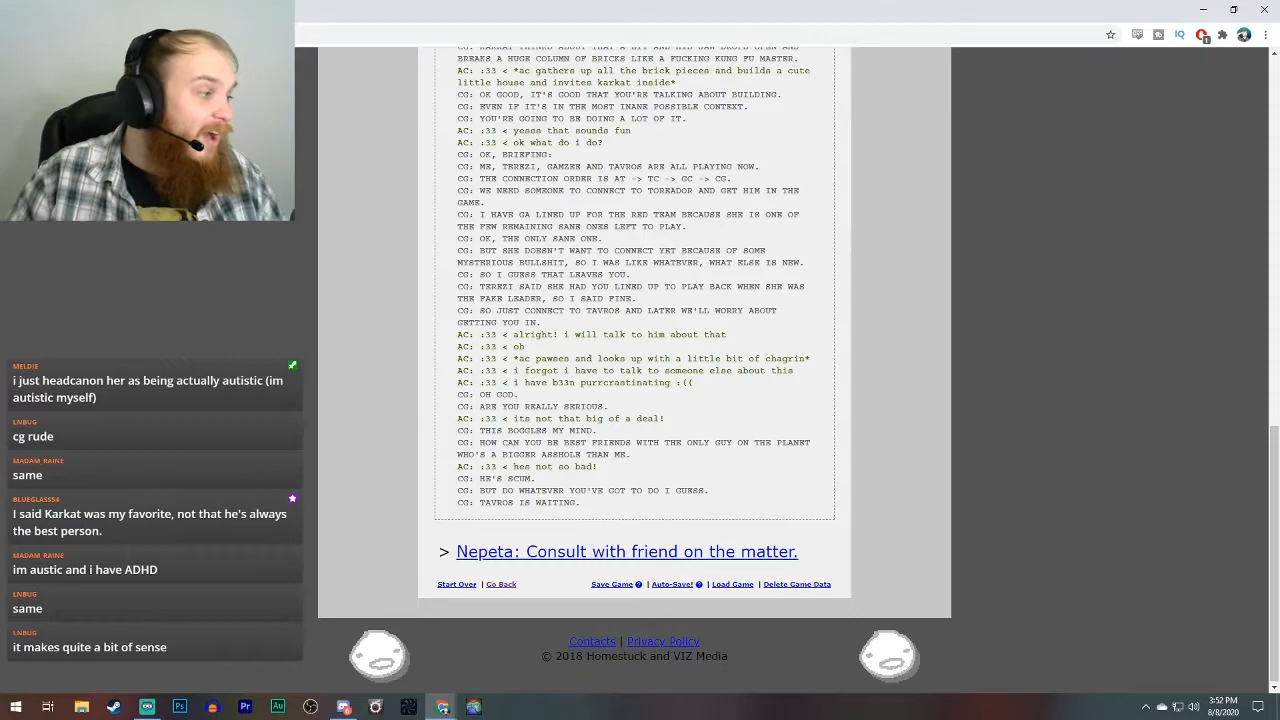 CG: KARKAT THINKS ABOUT THAT A BIT AND HIS JAW DROPS OPEN AND
BREAKS A HUGE COLUMN OF BRICKS LIKE A FUCKING KUNG FU MASTER.
AC: :33 < *ac gathers up all the brick pieces and builds a cute
little house and invites karkat inside*
CG: OK GOOD, IT'S GOOD THAT YOU'RE TALKING ABOUT BUILDING.
CG: EVEN IF IT'S IN THE MOST INANE POSSIBLE CONTEXT.
CG: YOU'RE GOING TO BE DOING A LOT OF IT.
AC: :33 < yesss that sounds fun
AC: :33 < ok what do i do?
CG: OK, BRIEFING:
CG: ME, TEREZI, GAMZEE AND TAVROS ARE ALL PLAYING NOW.
CG: THE CONNECTION ORDER IS AT -> TC -> GC -> CG.
CG: WE NEED SOMEONE TO CONNECT TO TOREADOR AND GET HIM IN THE
GAME.
CG: I HAVE GA LINED UP FOR THE RED TEAM BECAUSE SHE IS ONE OF
THE FEW REMAINING SANE ONES LEFT TO PLAY.
CG: OK, THE ONLY SANE ONE.
CG: BUT SHE DOESN'T WANT TO CONNECT YET BECAUSE OF SOME
MYSTERIOUS BULLSHIT, SO I WAS LIKE WHATEVER, WHAT ELSE IS NEW.
CG: SO I GUESS THAT LEAVES YOU.
CG: TEREZI SAID SHE HAD YOU LINED UP TO PLAY BACK WHEN SHE WAS
THE FAKE LEADER, SO I SAID FINE.
CG: SO JUST CONNECT TO TAVROS AND LATER WE'LL WORRY ABOUT
GETTING YOU IN.
AC: :33 < alright! i will talk to him about that
AC: :33 < oh
AC: :33 < *ac pawses and looks up with a little bit of chagrin*
AC: :33 < i forgot i have to talk to someone else about this
AC: :33 < i have b33n purrcrastinating :((
CG: OH GOD.
CG: ARE YOU REALLY SERIOUS.
AC: :33 < its not that big of a deal!
CG: THIS BOGGLES MY MIND.
CG: HOW CAN YOU BE BEST FRIENDS WITH THE ONLY GUY ON THE PLANET
WHO'S A BIGGER ASSHOLE THAN ME.
AC: :33 < hes not so bad!
CG: HE'S SCUM.
CG: BUT DO WHATEVER YOU'VE GOT TO DO I GUESS.
CG: TAVROS IS WAITING.
> Nepeta: Consult with friend on the matter.
Start Over | Go Back Save Game ? | Auto-Save! ? | Load Game | Delete Game Data
Contacts | Privacy Policy
© 2018 Homestuck and VIZ Media
MELDIE
i just headcanon her as being actually autistic (im
autistic myself)
LNBUG
cg rude
MADAM_RAINE
same
BLUEGLASS56
I said Karkat was my favorite, not that he's always
the best person.
MADAM_RAINE
im austic and i have ADHD
LNBUG
same
LNBUG
it makes quite a bit of sense
IQ
1
Ps
Pr
Au
3:52 PM
8/8/2020